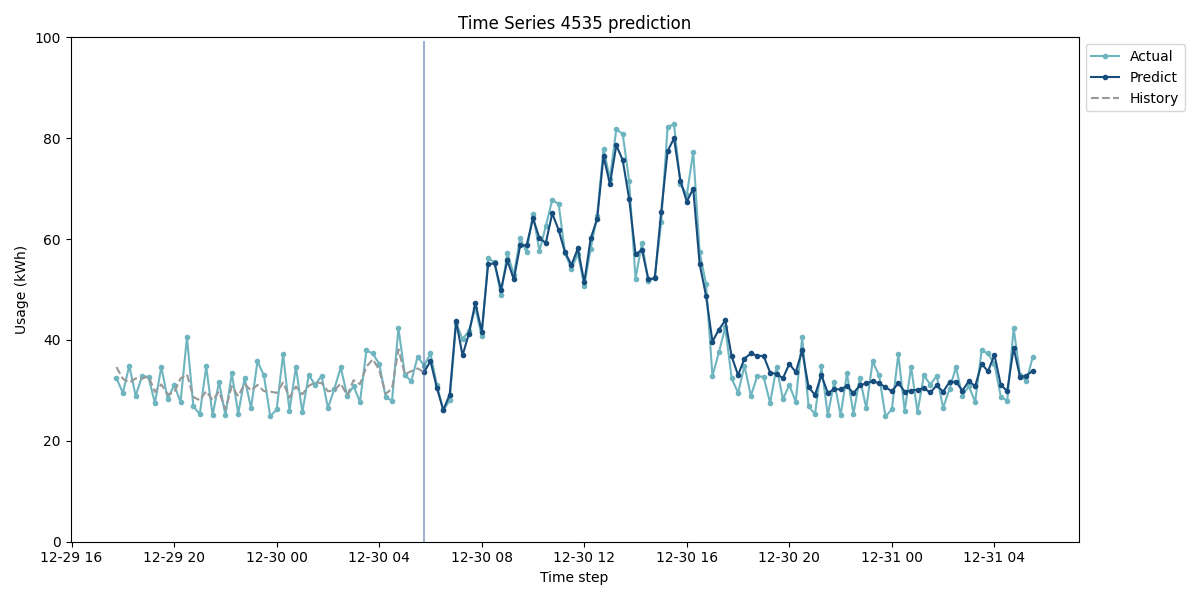 Time Series 4535 prediction
Actual
Predict
History
Usage (kWh)
100
80
60
40
20
0
12-29 16
12-29 20
12-30 00
12-30 04
12-30 08
12-30 12
12-30 16
12-30 20
12-31 00
12-31 04
Time step